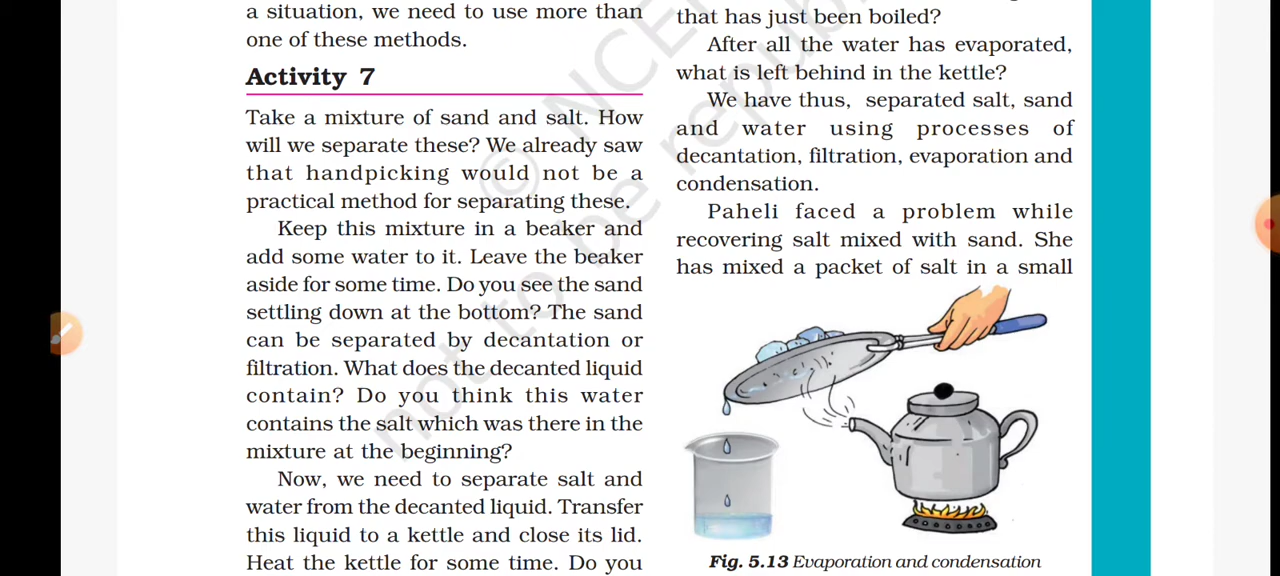 a situation, we need to use more than
one of these methods.
Activity 7
Take a mixture of sand and salt. How
will we separate these? We already saw
that handpicking would not be a
practical method for separating these.
Keep this mixture in a beaker and
add some water to it. Leave the beaker
aside for some time. Do you see the sand
settling down at the bottom? The sand
can be separated by decantation or
filtration. What does the decanted liquid
contain? Do you think this water
contains the salt which was there in the
mixture at the beginning?
Now, we need to separate salt and
water from the decanted liquid. Transfer
this liquid to a kettle and close its lid.
Heat the kettle for some time. Do you
that has just been boiled?
After all the water has evaporated,
what is left behind in the kettle?
We have thus, separated salt, sand
and water using processes of
decantation, filtration, evaporation and
condensation.
Paheli faced a problem while
recovering salt mixed with sand. She
has mixed a packet of salt in a small
Fig. 5.13 Evaporation and condensation
© NCE
not to be republ